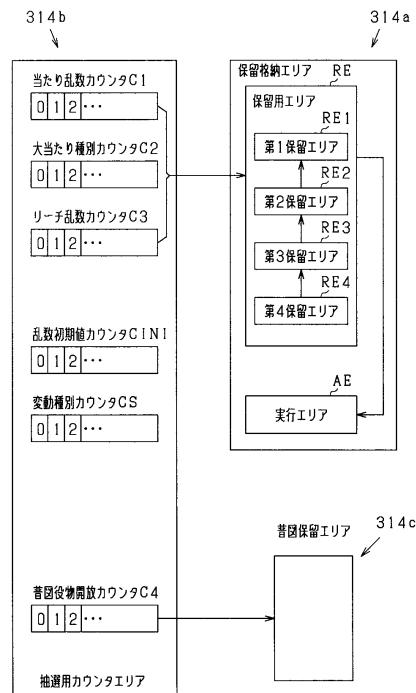 314b
314a
当たり乱数カウンタC1
0 1 2 ・・・
大当たり種別カウンタC2
0 1 2 ・・・
リーチ乱数カウンタC3
0 1 2 ・・・
乱数初期値カウンタCINI
0 1 2 ・・・
変動種別カウンタCS
0 1 2 ・・・
普図役物開放カウンタC4
0 1 2 ・・・
抽選用カウンタエリア
保留格納エリア
RE
保留用エリア
RE1
第1保留エリア
RE2
第2保留エリア
RE3
第3保留エリア
RE4
第4保留エリア
AE
実行エリア
普図保留エリア
314c